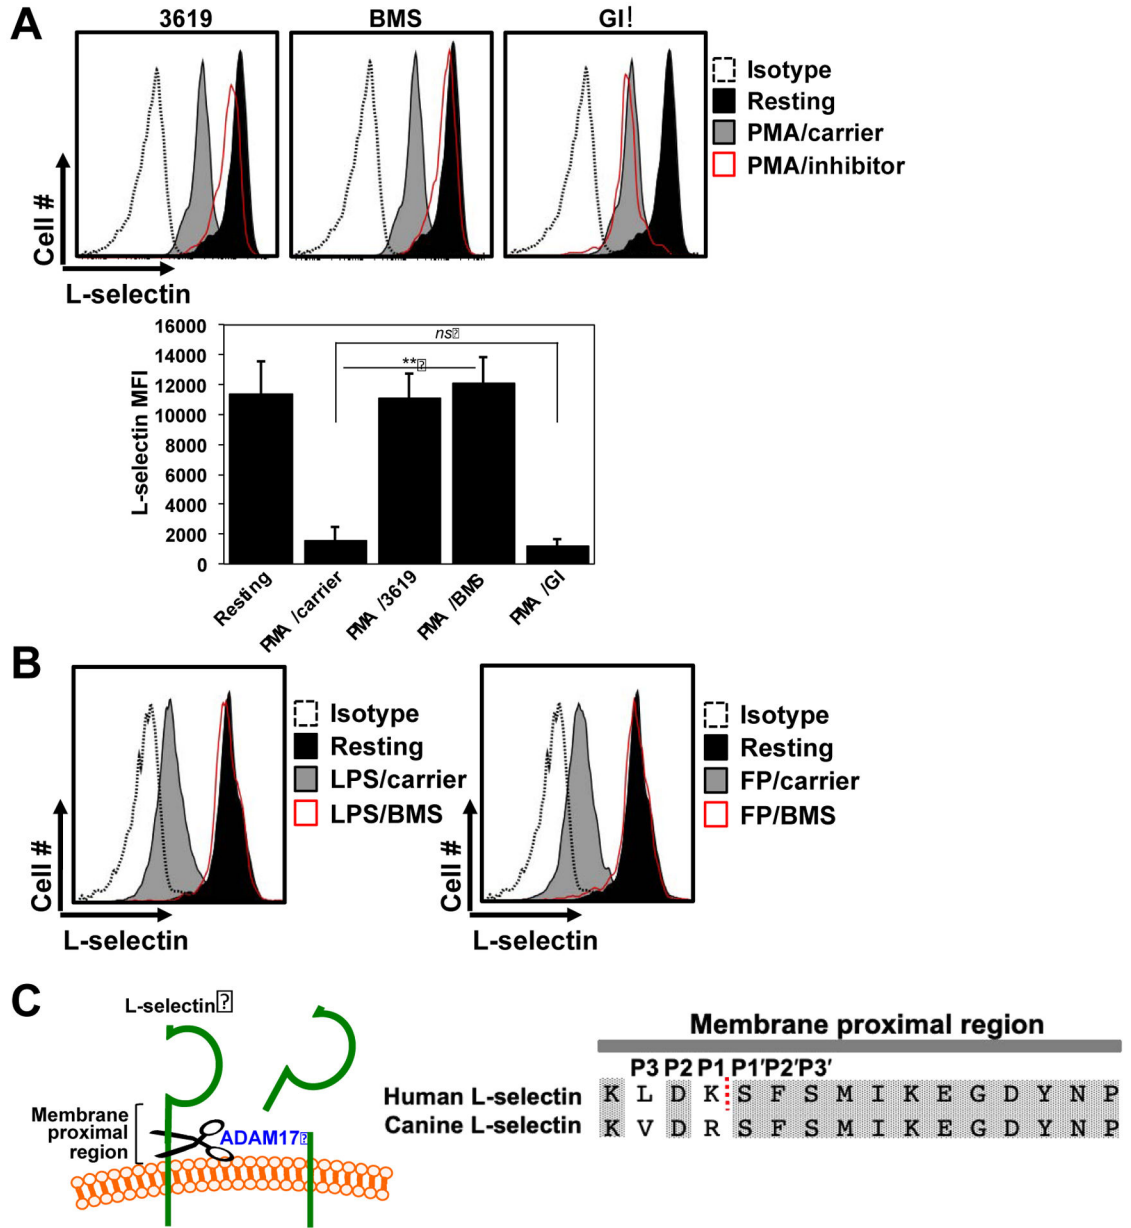 A
3619
BMS
GI!
Isotype
Resting
PMA/carrier
PMA/inhibitor
Cell #
L-selectin
16000
14000
12000
10000
8000
6000
4000
2000
0
L-selectin MFI
ns
**
Resting
PMA /carrier
PMA /3619
PMA /BMS
PMA /GI
B
Isotype
Resting
LPS/carrier
LPS/BMS
Cell #
L-selectin
Isotype
Resting
FP/carrier
FP/BMS
Cell #
L-selectin
C
L-selectin
Membrane
proximal
region
ADAM17
Membrane proximal region
P3 P2 P1 P1′P2′P3′
Human L-selectin K L D K S F S M I K E G D Y N P
Canine L-selectin K V D R S F S M I K E G D Y N P